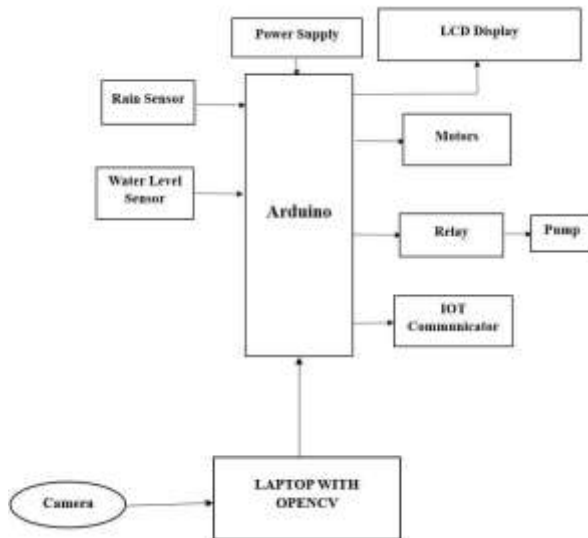 Power Supply
LCD Display
Rain Sensor
Motors
Water Level
Sensor
Arduino
Relay
Pump
IOT
Communicator
LAPTOP WITH
OPENCV
Camera